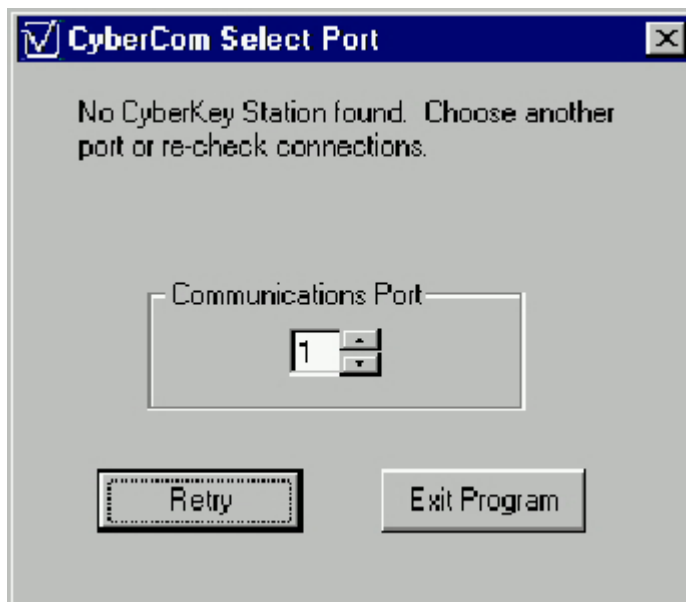 CyberCom Select Port
No CyberKey Station found.  Choose another
port or re-check connections.
Communications Port
1
Retry
Exit Program